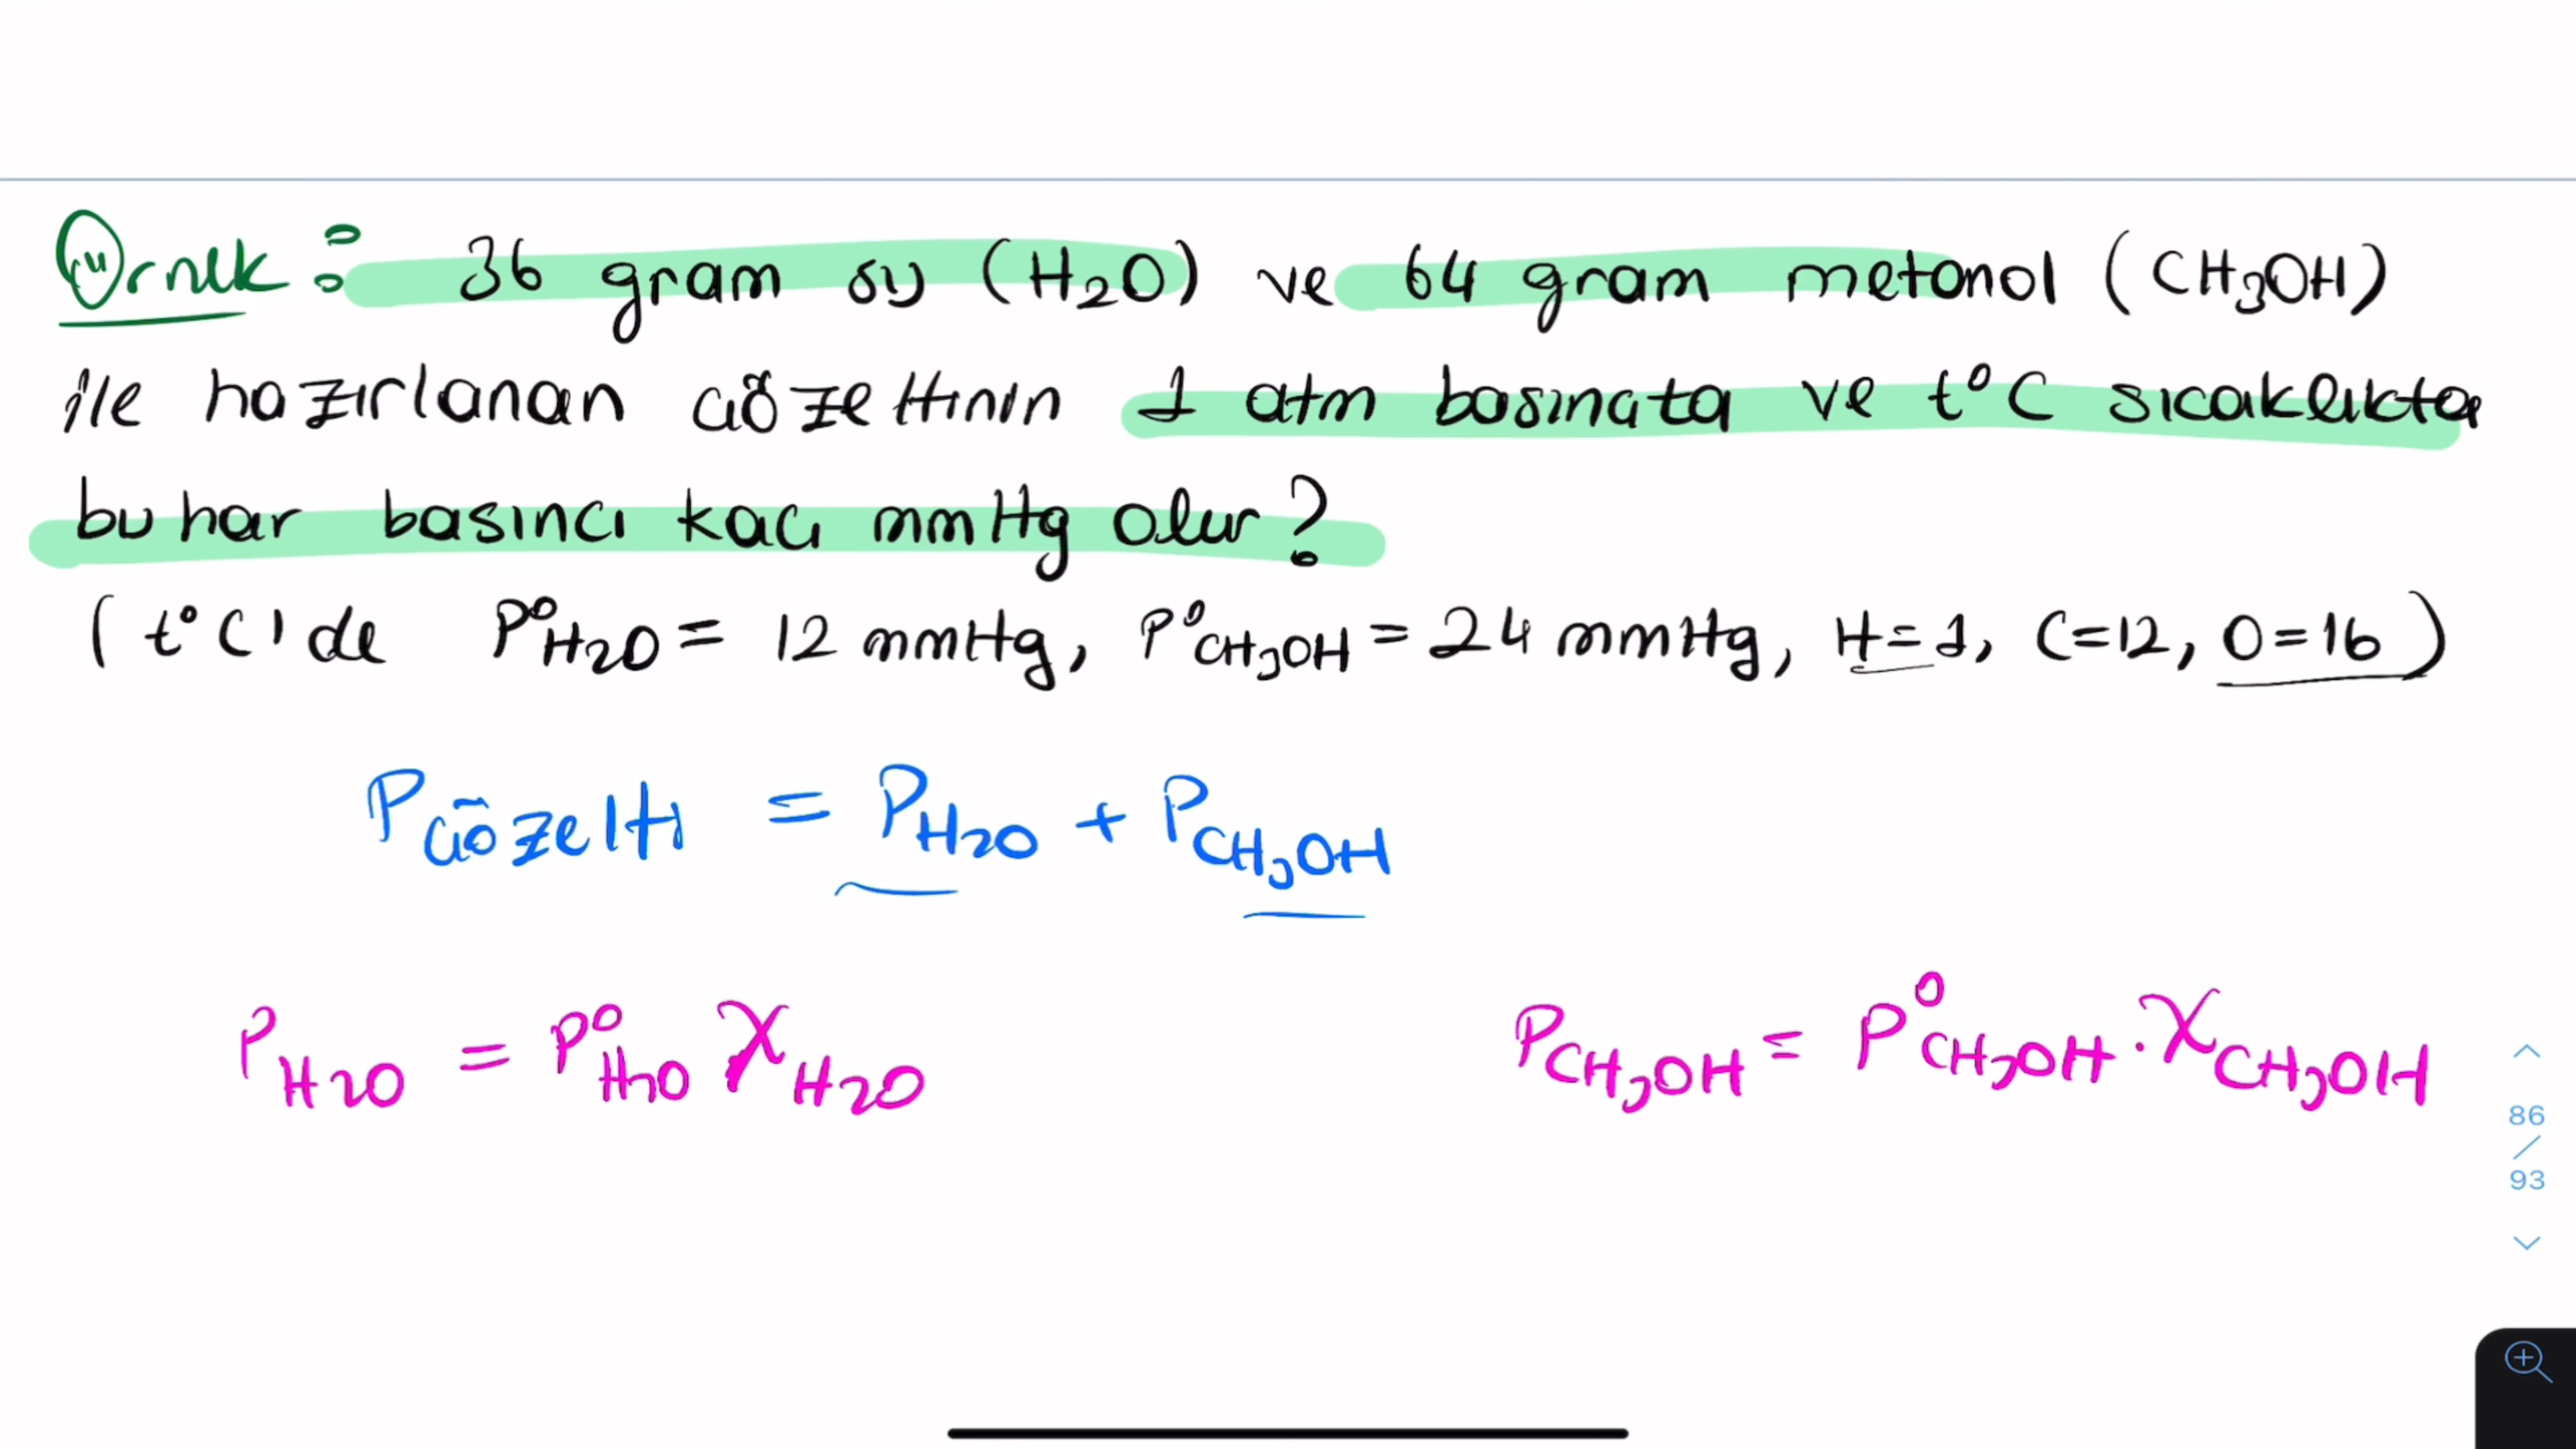 Örnek: 36 gram su (H₂O) ve 64 gram metonol (CH₃OH)
ile hazırlanan çözeltinin 1 atm basınçta ve t°C sıcaklıkta
buhar basıncı kaç mmHg olur?
(t°C'de P°H₂O = 12 mmHg, P°CH₃OH = 24 mmHg, H=1, C=12, O=16)
Pçözelti = PH₂O + PCH₃OH
PH₂O = P°H₂O XH₂O
PCH₃OH = P°CH₃OH . XCH₃OH
86
/
93